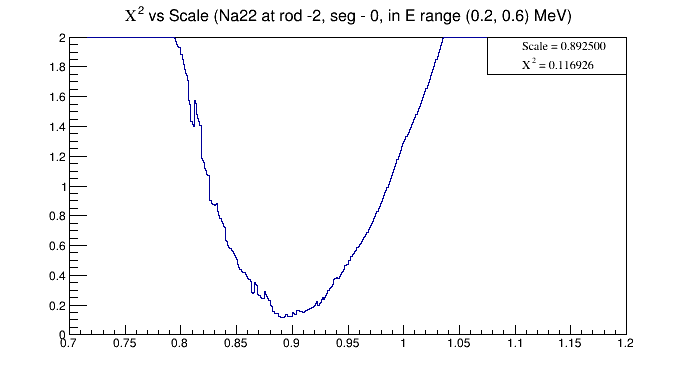 X² vs Scale (Na22 at rod -2, seg - 0, in E range (0.2, 0.6) MeV)
Scale = 0.892500
X² = 0.116926
2
1.8
1.6
1.4
1.2
1
0.8
0.6
0.4
0.2
0
0.7 0.75 0.8 0.85 0.9 0.95 1 1.05 1.1 1.15 1.2